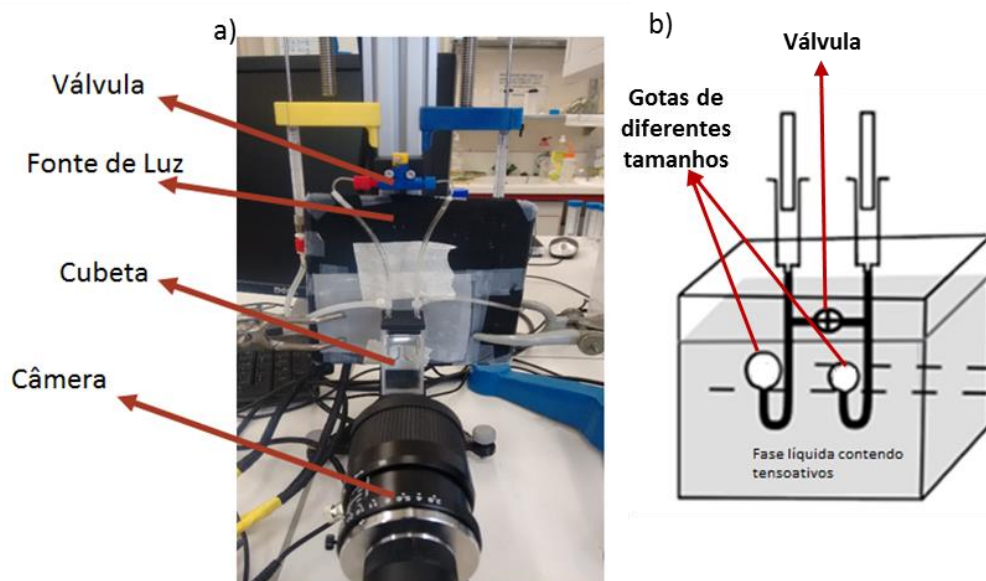 a)
Válvula
Fonte de Luz
Cubeta
Câmera
b)
Válvula
Gotas de
diferentes
tamanhos
Fase líquida contendo
tensoativos